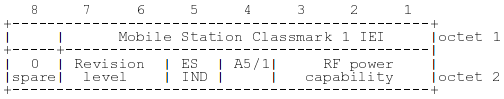 8 7 6 5 4 3 2 1
Mobile Station Classmark 1 IEI octet 1
0 Revision ES A5/1 RF power
spare level IND capability octet 2